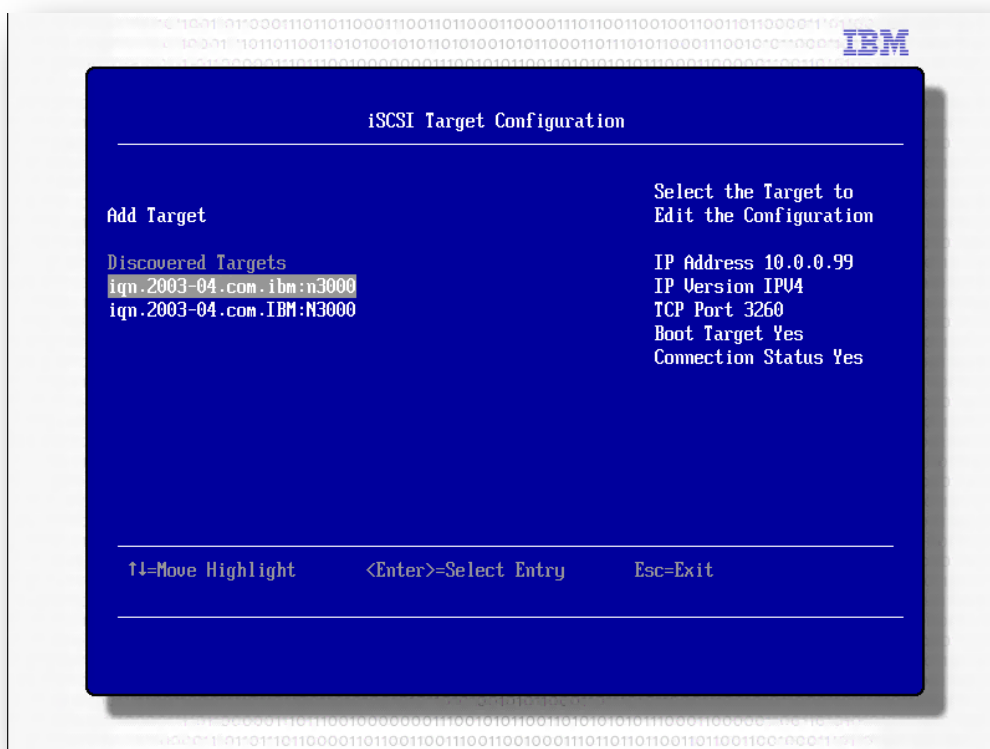 IBM
iSCSI Target Configuration
Add Target
Discovered Targets
iqn.2003-04.com.ibm:n3000
iqn.2003-04.com.IBM:N3000
Select the Target to
Edit the Configuration
IP Address 10.0.0.99
IP Version IPV4
TCP Port 3260
Boot Target Yes
Connection Status Yes
↑↓=Move Highlight <Enter>=Select Entry Esc=Exit